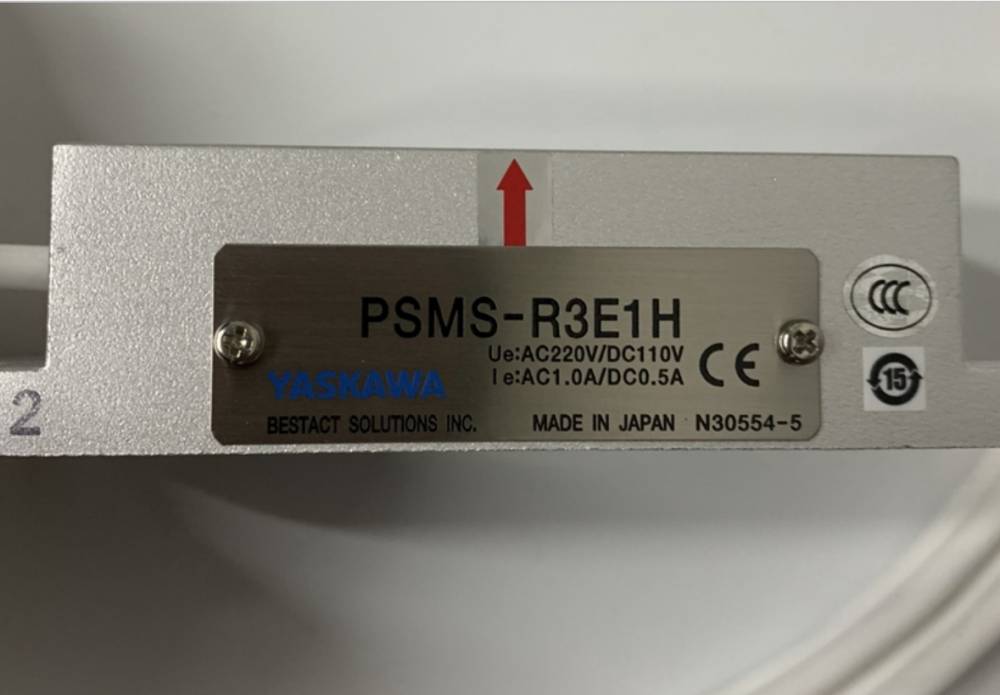 PSMS-R3E1H
Ue:AC220V/DC110V
YASKAWA Ie:AC1.0A/DC0.5A CE
BESTACT SOLUTIONS INC. MADE IN JAPAN N30554-5
CCC
15
2